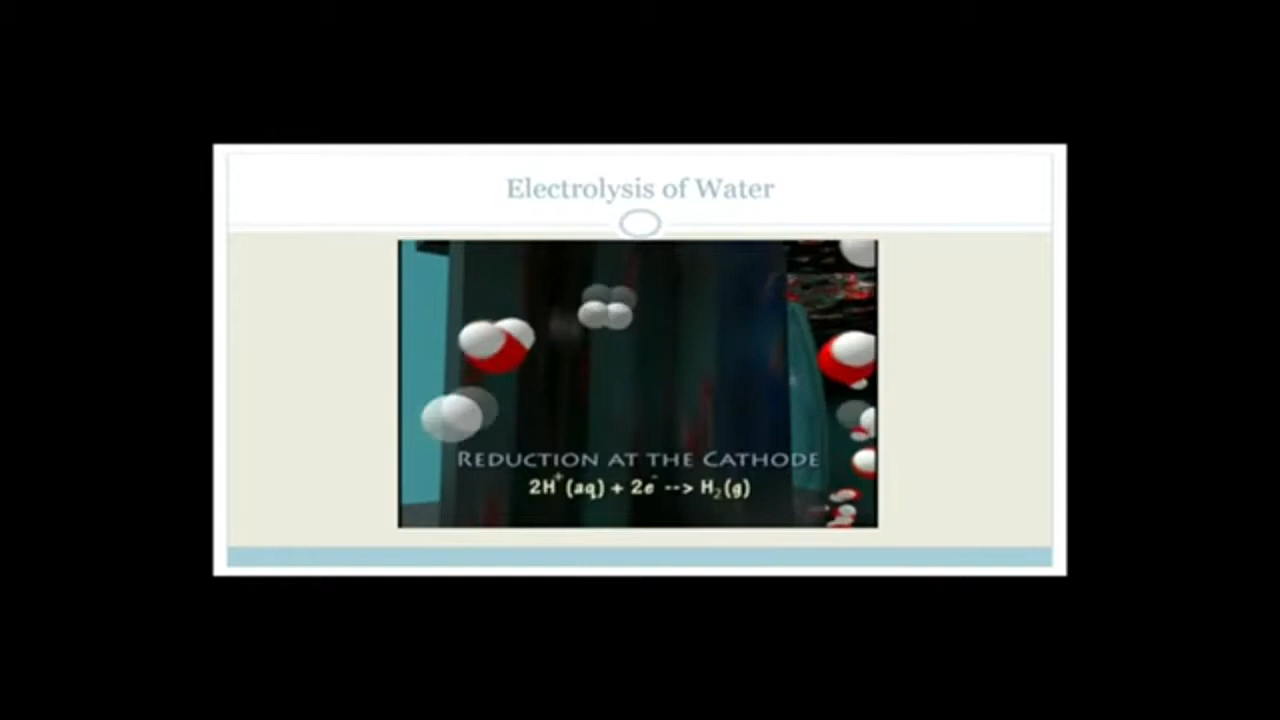 Electrolysis of Water
REDUCTION AT THE CATHODE
2H⁺(aq) + 2e⁻ --> H₂(g)